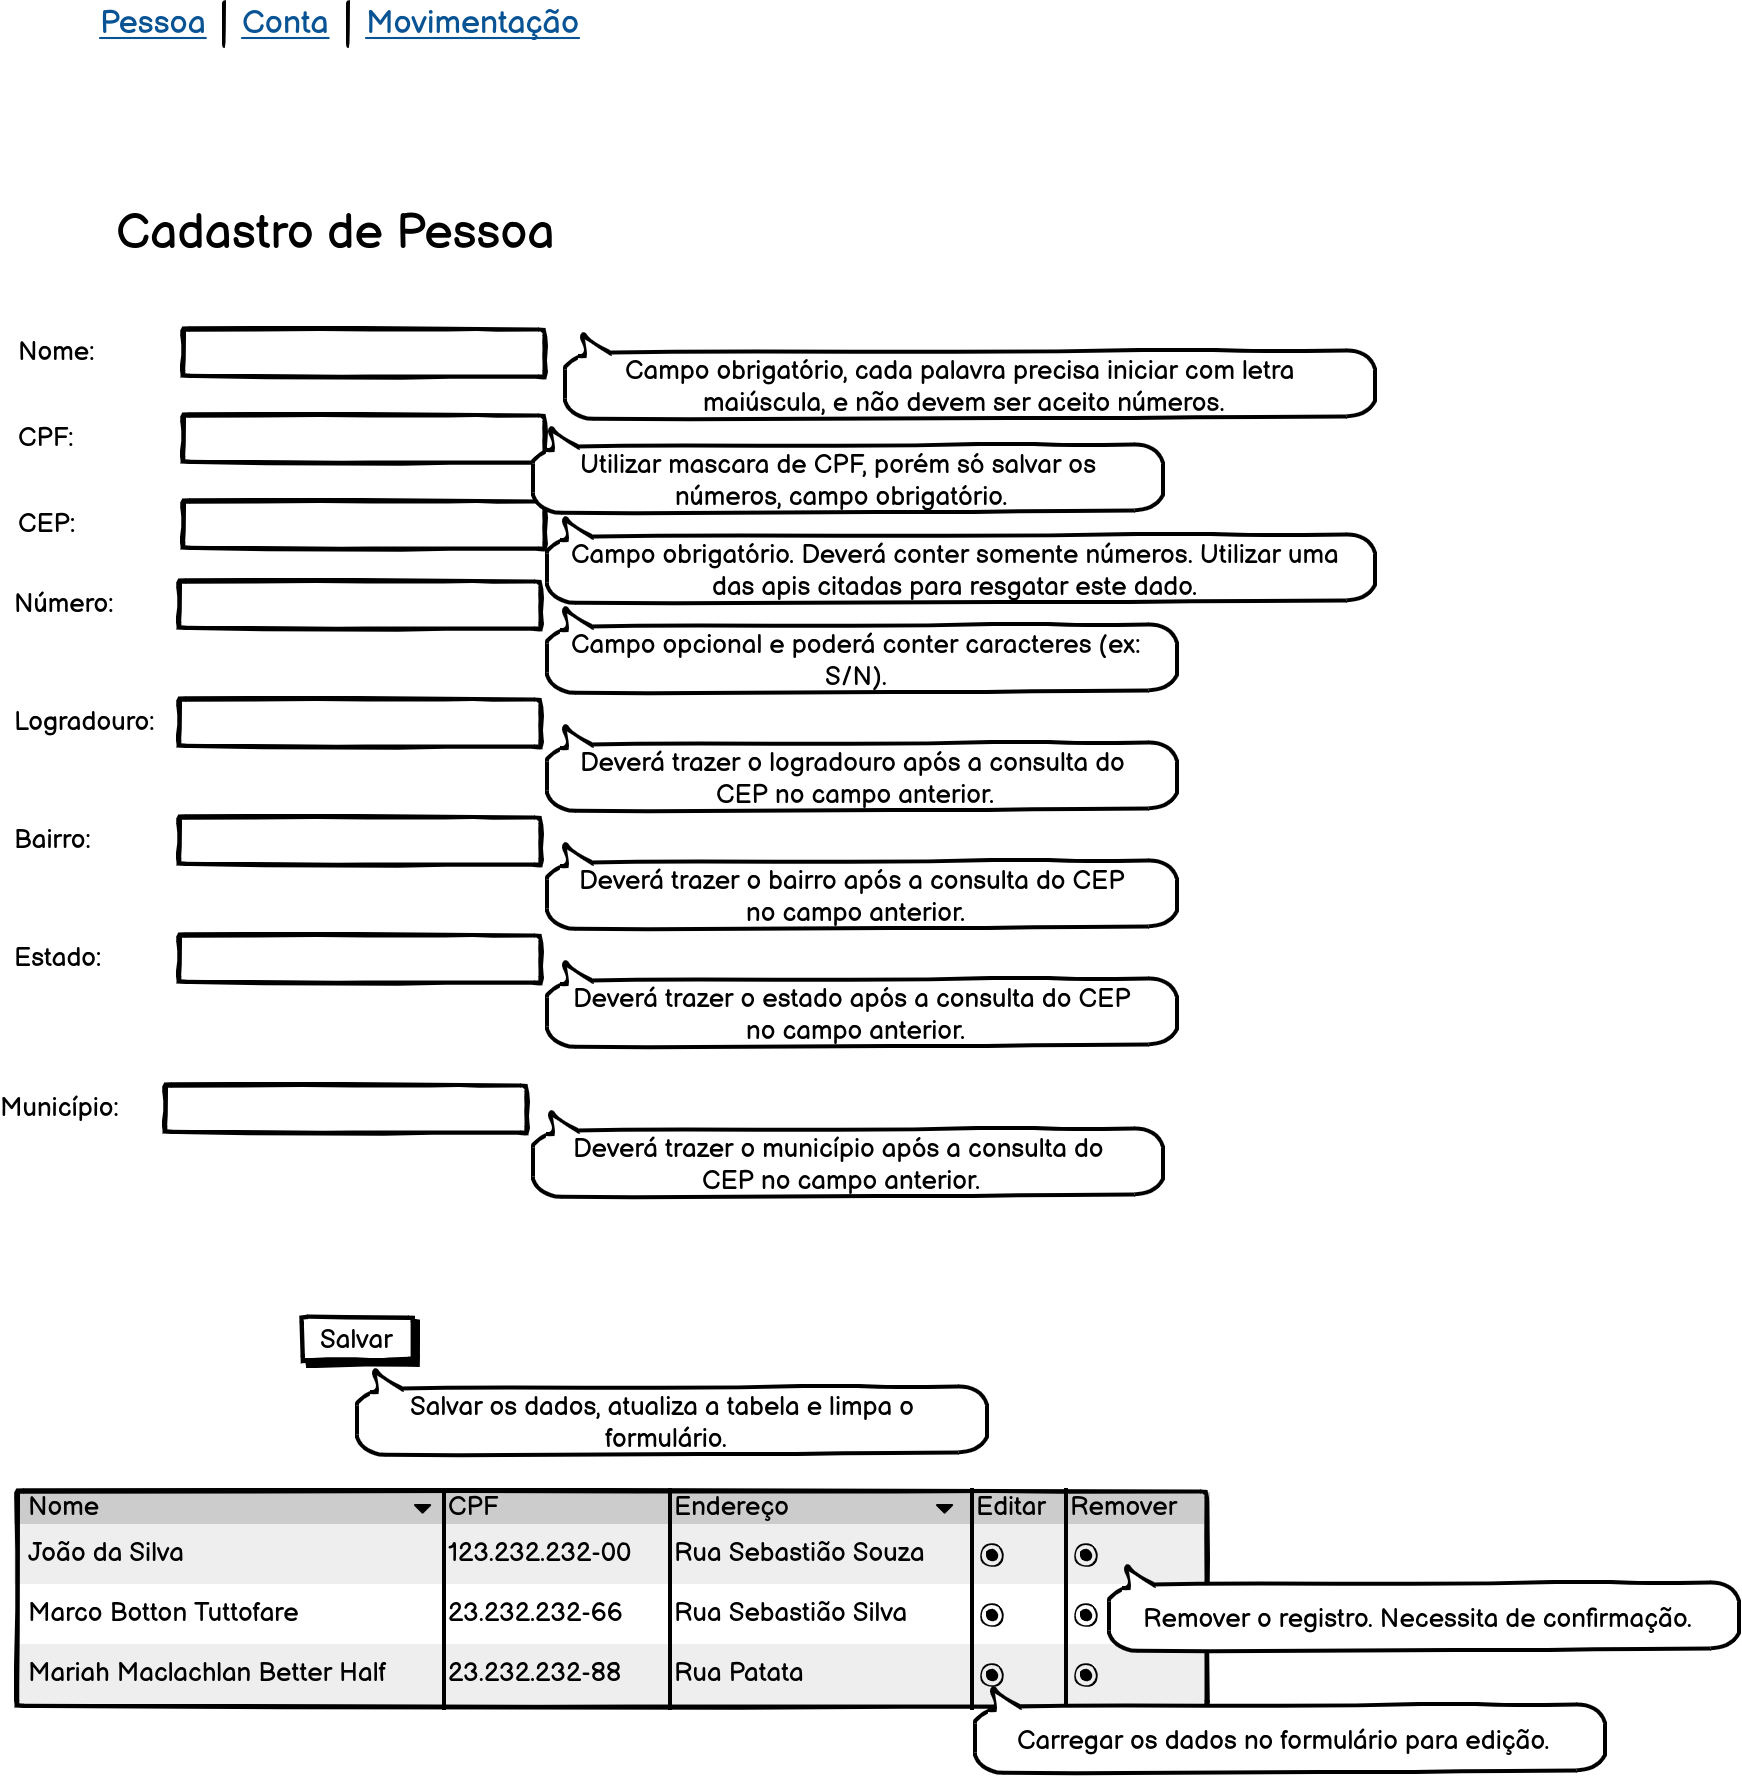 Pessoa | Conta | Movimentação
Cadastro de Pessoa
Nome:
Campo obrigatório, cada palavra precisa iniciar com letra
maiúscula, e não devem ser aceito números.
CPF:
Utilizar mascara de CPF, porém só salvar os
números, campo obrigatório.
CEP:
Campo obrigatório. Deverá conter somente números. Utilizar uma
das apis citadas para resgatar este dado.
Número:
Campo opcional e poderá conter caracteres (ex:
S/N).
Logradouro:
Deverá trazer o logradouro após a consulta do
CEP no campo anterior.
Bairro:
Deverá trazer o bairro após a consulta do CEP
no campo anterior.
Estado:
Deverá trazer o estado após a consulta do CEP
no campo anterior.
Município:
Deverá trazer o município após a consulta do
CEP no campo anterior.
Salvar
Salvar os dados, atualiza a tabela e limpa o
formulário.
Nome CPF Endereço Editar Remover
João da Silva 123.232.232-00 Rua Sebastião Souza
Marco Botton Tuttofare 23.232.232-66 Rua Sebastião Silva
Remover o registro. Necessita de confirmação.
Mariah Maclachlan Better Half 23.232.232-88 Rua Patata
Carregar os dados no formulário para edição.